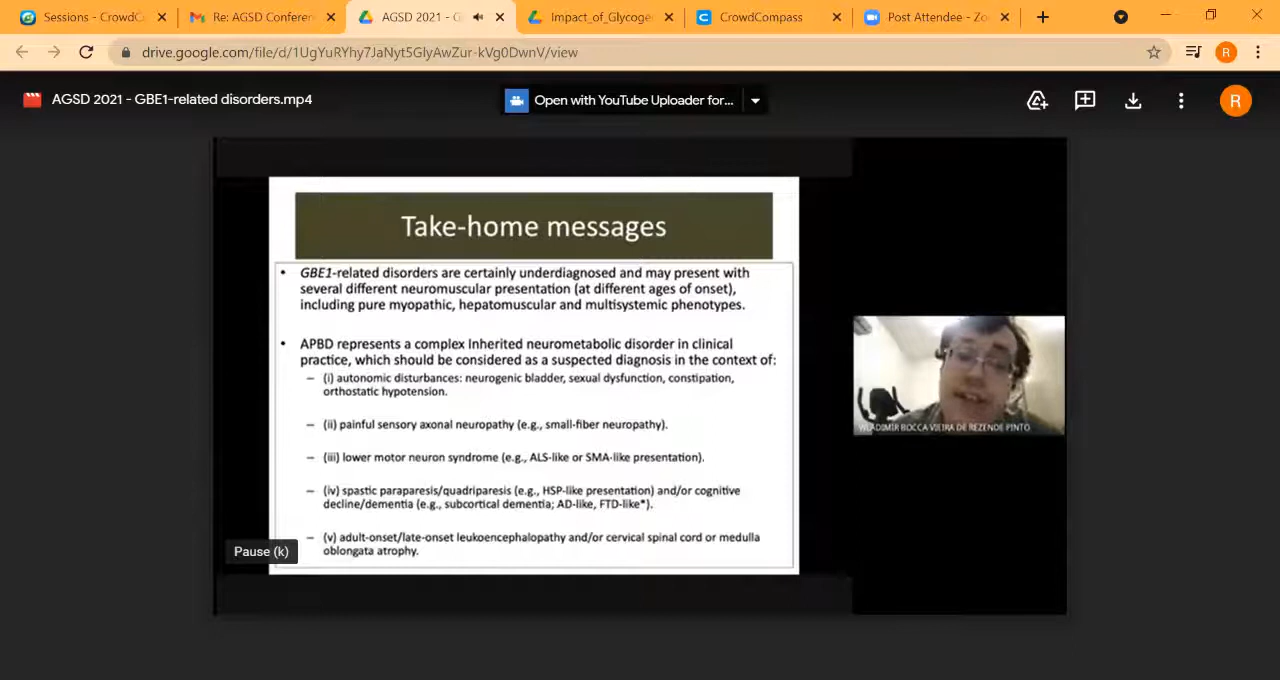 Sessions - CrowdC
Re: AGSD Conferen
AGSD 2021 - G
Impact_of_Glycoge
CrowdCompass
Post Attendee - Zo
drive.google.com/file/d/1UgYuRYhy7JaNyt5GlyAwZur-kVg0DwnV/view
R
AGSD 2021 - GBE1-related disorders.mp4
Open with YouTube Uploader for...
R
Take-home messages
• GBE1-related disorders are certainly underdiagnosed and may present with
several different neuromuscular presentation (at different ages of onset),
including pure myopathic, hepatomuscular and multisystemic phenotypes.
• APBD represents a complex Inherited neurometabolic disorder in clinical
practice, which should be considered as a suspected diagnosis in the context of:
– (i) autonomic disturbances: neurogenic bladder, sexual dysfunction, constipation,
orthostatic hypotension.
– (ii) painful sensory axonal neuropathy (e.g., small-fiber neuropathy).
– (iii) lower motor neuron syndrome (e.g., ALS-like or SMA-like presentation).
– (iv) spastic paraparesis/quadriparesis (e.g., HSP-like presentation) and/or cognitive
decline/dementia (e.g., subcortical dementia; AD-like, FTD-like*).
– (v) adult-onset/late-onset leukoencephalopathy and/or cervical spinal cord or medulla
oblongata atrophy.
WLADIMIR BOCCA VIEIRA DE REZENDE PINTO
Pause (k)